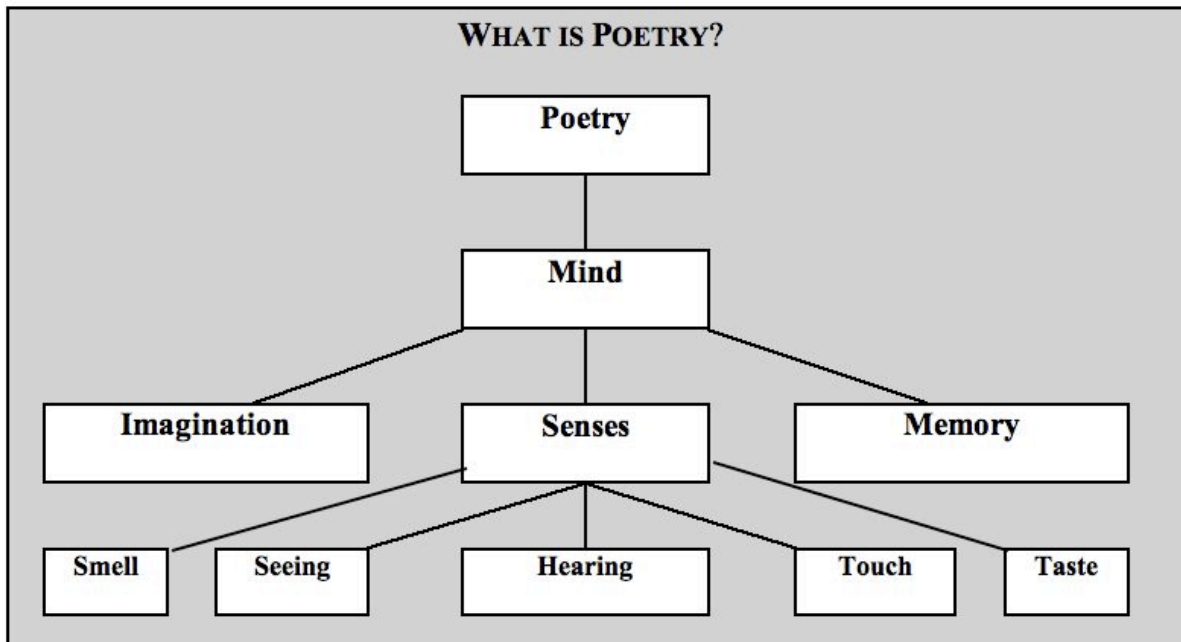 WHAT IS POETRY?
Poetry
Mind
Imagination
Senses
Memory
Smell
Seeing
Hearing
Touch
Taste